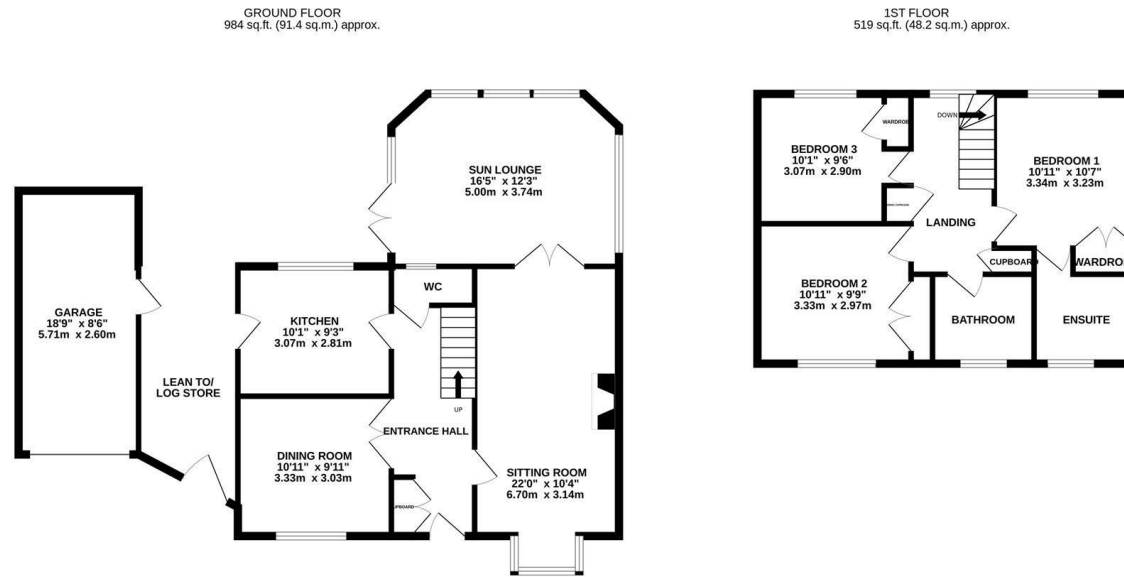 GROUND FLOOR
984 sq.ft. (91.4 sq.m.) approx.
1ST FLOOR
519 sq.ft. (48.2 sq.m.) approx.
SUN LOUNGE
16'5" x 12'3"
5.00m x 3.74m
WC
KITCHEN
10'1" x 9'3"
3.07m x 2.81m
GARAGE
18'9" x 8'6"
5.71m x 2.60m
LEAN TO/
LOG STORE
UP
ENTRANCE HALL
DINING ROOM
10'11" x 9'11"
3.33m x 3.03m
SITTING ROOM
22'0" x 10'4"
6.70m x 3.14m
UPBOARD
WARDROB
DOWN
BEDROOM 3
10'1" x 9'6"
3.07m x 2.90m
BEDROOM 1
10'11" x 10'7"
3.34m x 3.23m
LANDING
CUPBOARD
WARDROB
BEDROOM 2
10'11" x 9'9"
3.33m x 2.97m
BATHROOM
ENSUITE